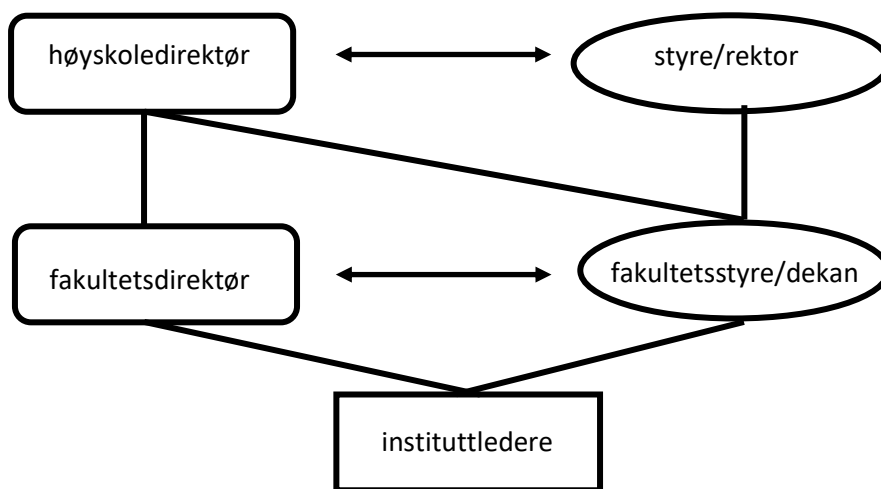 høyskoledirektør
styre/rektor
fakultetsdirektør
fakultetsstyre/dekan
instituttledere